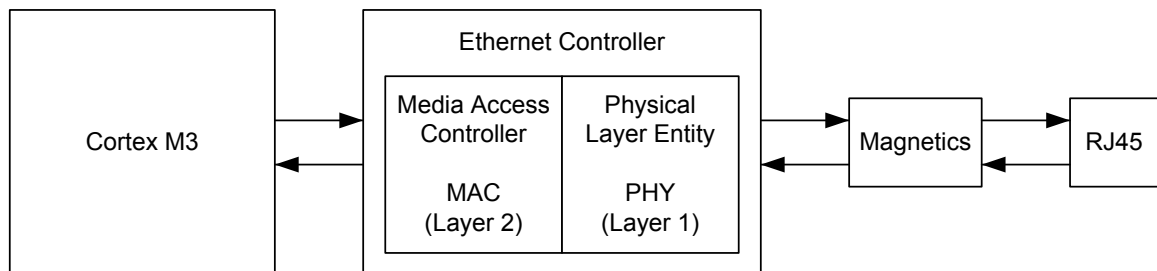 Cortex M3
Ethernet Controller
Media Access
Controller
MAC
(Layer 2)
Physical
Layer Entity
PHY
(Layer 1)
Magnetics
RJ45